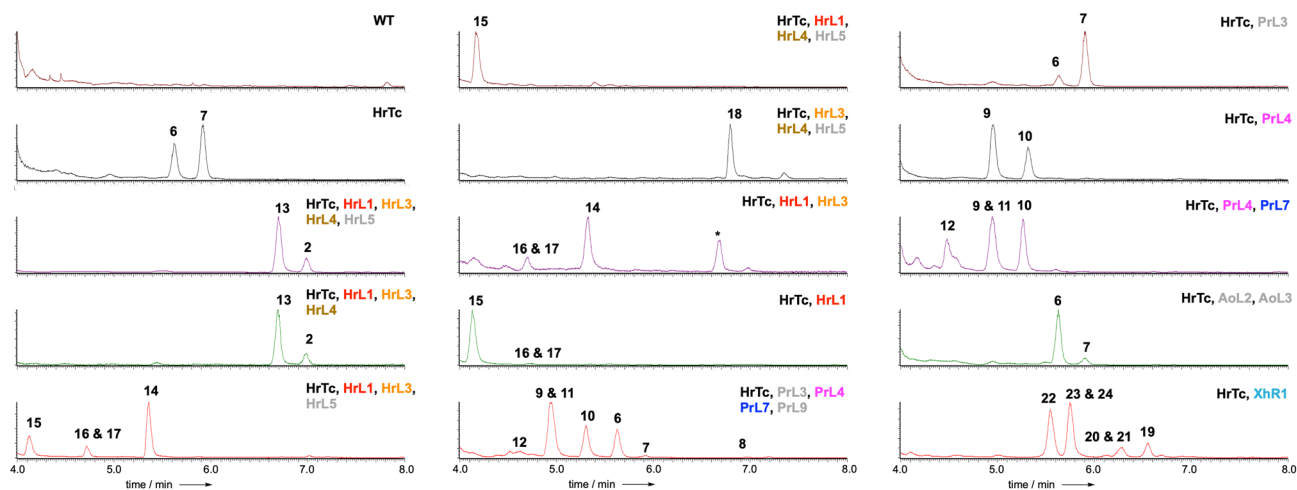 WT
HrTc
6
7
HrTc, HrL1, HrL3,
HrL4, HrL5
13
2
HrTc, HrL1, HrL3,
HrL4
13
2
HrTc, HrL1, HrL3,
HrL5
15
16 & 17
14
4.0
5.0
6.0
7.0
8.0
time / min
HrTc, HrL1,
HrL4, HrL5
15
HrTc, HrL3,
HrL4, HrL5
18
HrTc, HrL1, HrL3
16 & 17
14
*
HrTc, HrL1
15
16 & 17
HrTc, PrL3, PrL4
PrL7, PrL9
12
9 & 11
10
6
7
8
4.0
5.0
6.0
7.0
8.0
time / min
HrTc, PrL3
6
7
HrTc, PrL4
9
10
HrTc, PrL4, PrL7
12
9 & 11
10
HrTc, AoL2, AoL3
6
7
HrTc, XhR1
22
23 & 24
20 & 21
19
4.0
5.0
6.0
7.0
8.0
time / min